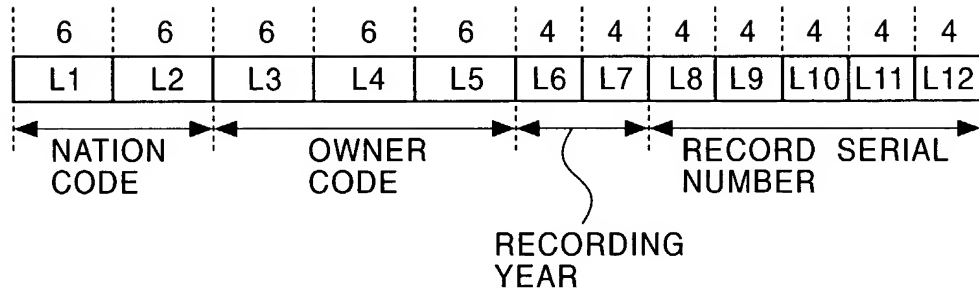 6 6 6 6 6 4 4 4 4 4 4 4
L1 L2 L3 L4 L5 L6 L7 L8 L9 L10 L11 L12
NATION CODE
OWNER CODE
RECORD SERIAL NUMBER
RECORDING YEAR